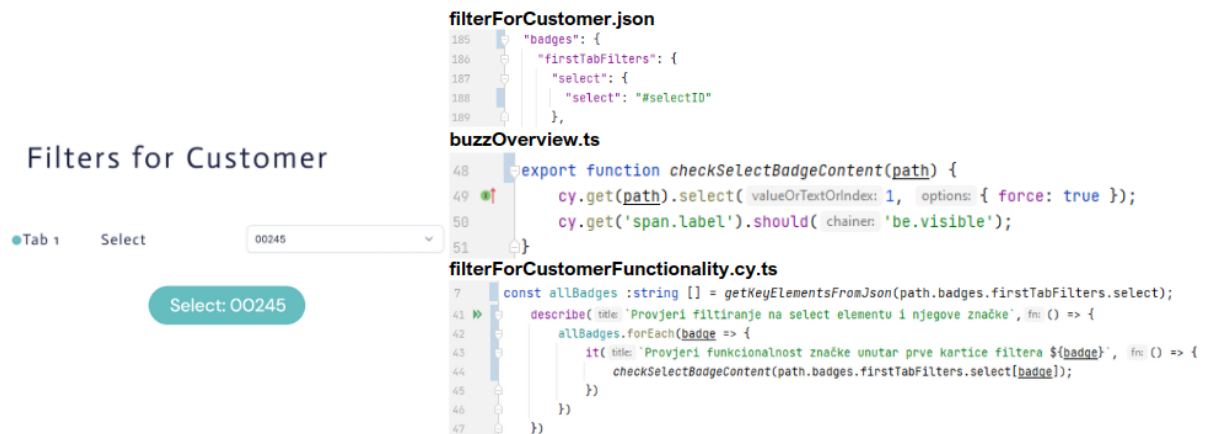 Filters for Customer
Tab 1 Select 00245
Select: 00245
filterForCustomer.json
185 "badges": {
186 "firstTabFilters": {
187 "select": {
188 "select": "#selectID"
189 },
buzzOverview.ts
48 export function checkSelectBadgeContent(path) {
49 cy.get(path).select( valueOrTextOrIndex: 1, options: { force: true });
50 cy.get('span.label').should( chainer: 'be.visible');
51 }
filterForCustomerFunctionality.cy.ts
7 const allBadges :string [] = getKeyElementsFromJson(path.badges.firstTabFilters.select);
41 describe( title: `Provjeri filtiranje na select elementu i njegove značke`, fn: () => {
42 allBadges.forEach(badge => {
43 it( title: `Provjeri funkcionalnost značke unutar prve kartice filtera ${badge}`, fn: () => {
44 checkSelectBadgeContent(path.badges.firstTabFilters.select[badge]);
45 })
46 })
47 })